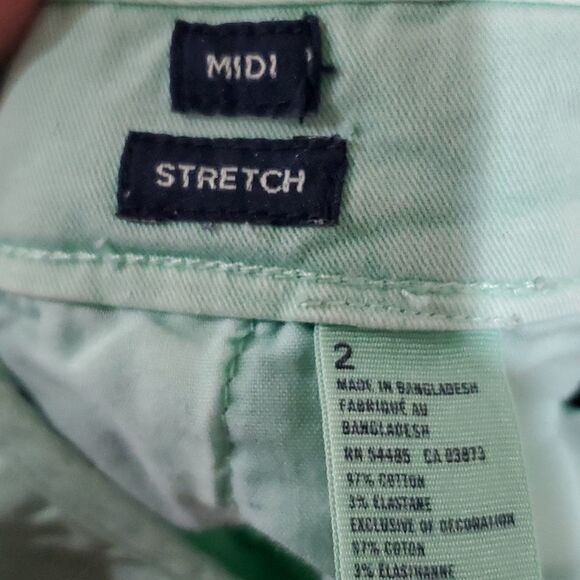 MIDI
STRETCH
2
MADE IN BANGLADESH
FABRIQUÉ AU
BANGLADESH
RN 54485 CA 03873
97% COTTON
3% ELASTANE
EXCLUSIVE OF DECORATION
97% COTON
3% ELASTHANNE